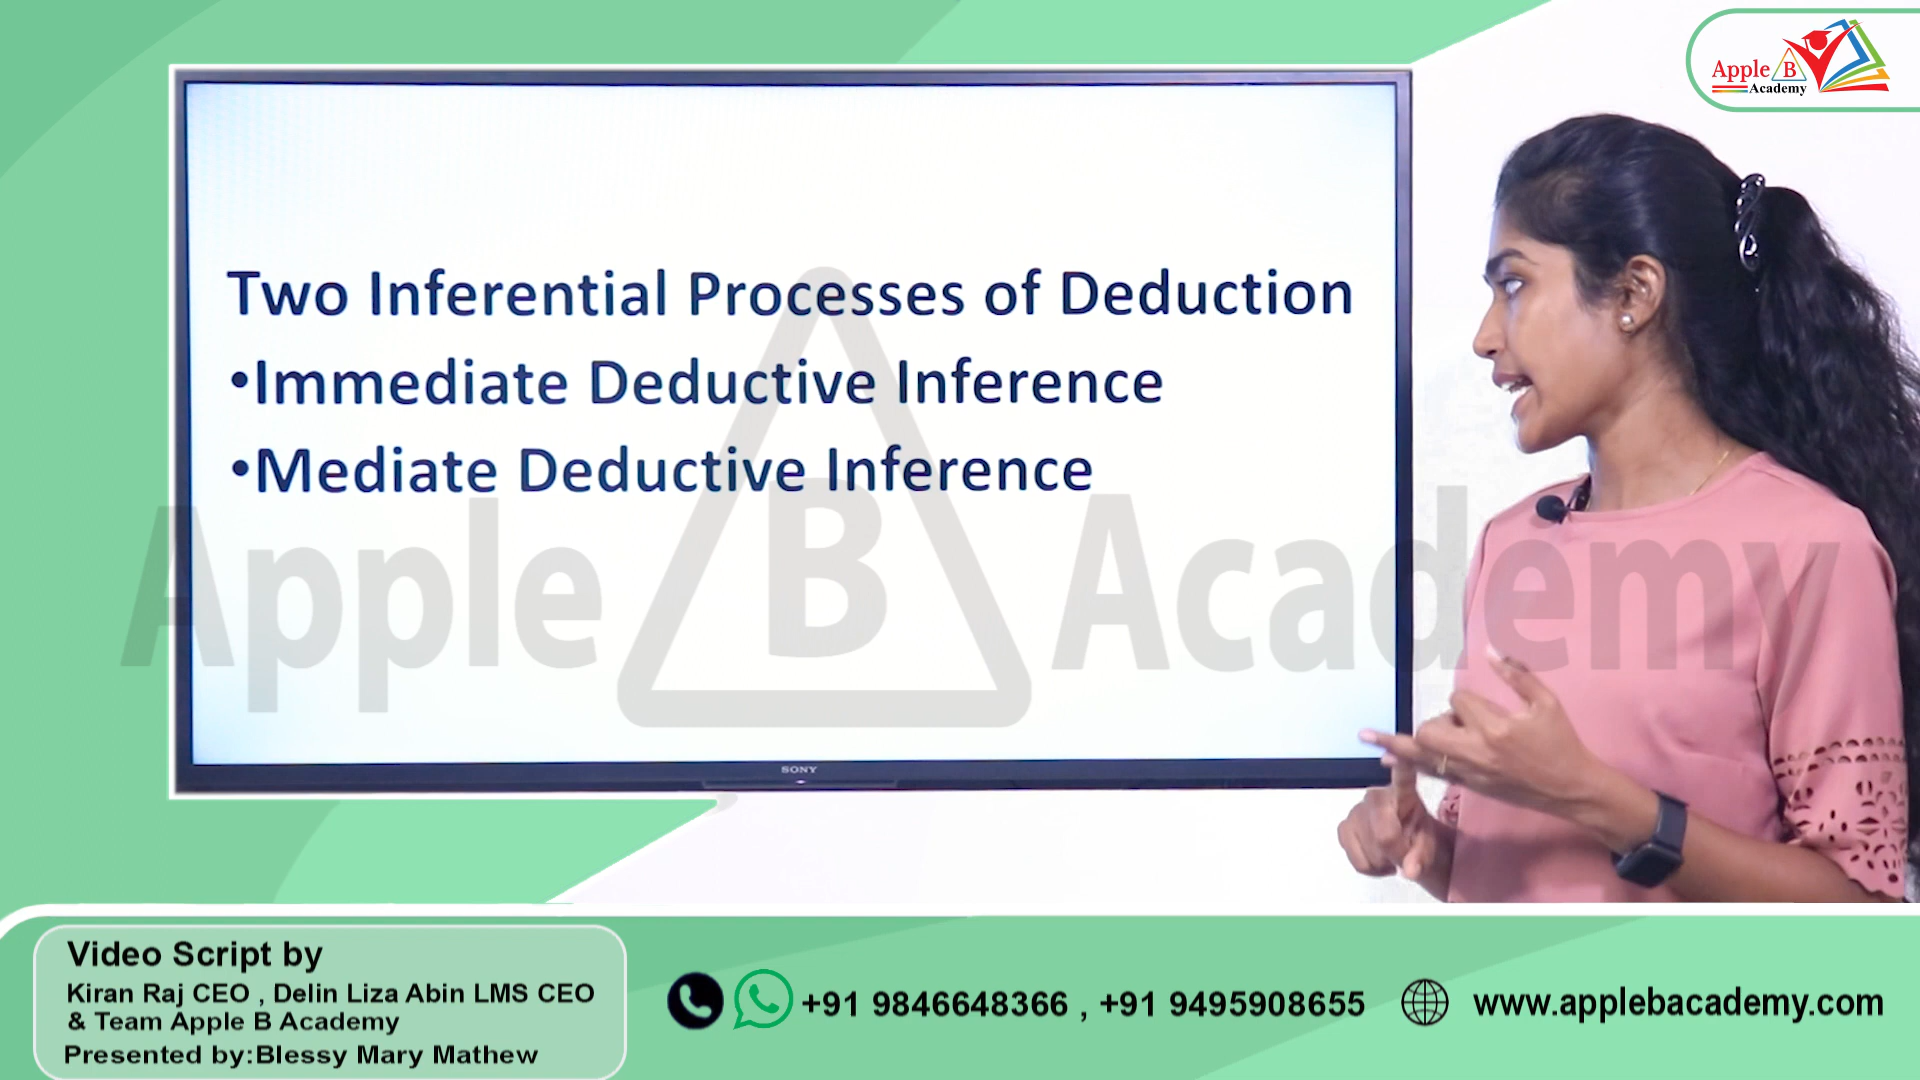 Apple B
Academy
Two Inferential Processes of Deduction
•Immediate Deductive Inference
•Mediate Deductive Inference
Apple B Academy
SONY
Video Script by
Kiran Raj CEO , Delin Liza Abin LMS CEO
& Team Apple B Academy
Presented by:Blessy Mary Mathew
+91 9846648366 , +91 9495908655
www.applebacademy.com